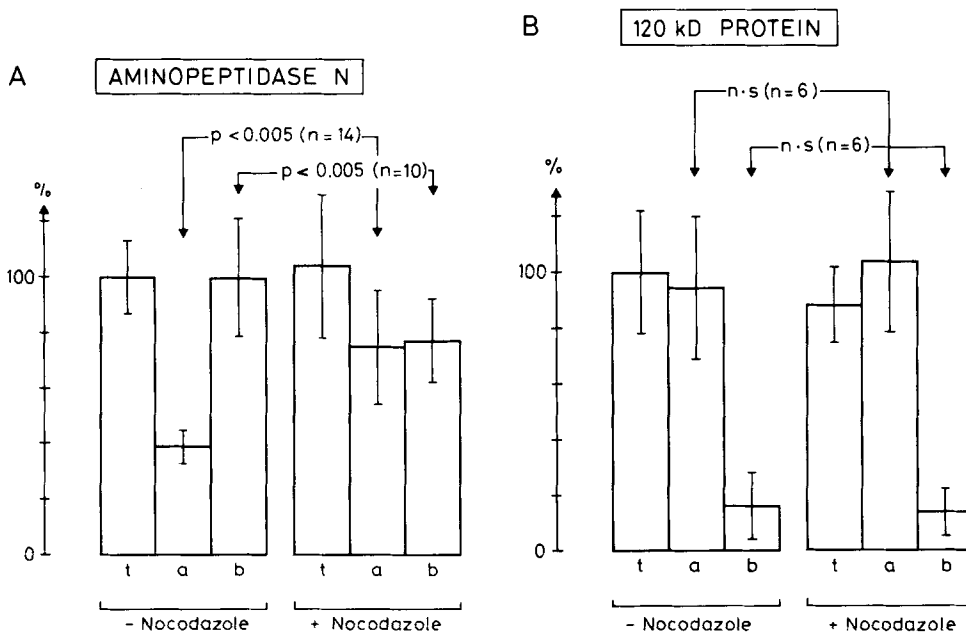 A
AMINOPEPTIDASE N
p < 0.005 (n = 14)
p < 0.005 (n=10)
%
100
0
t a b t a b
- Nocodazole + Nocodazole
B
120 kD PROTEIN
n·s (n=6)
n·s (n=6)
%
100
0
t a b t a b
- Nocodazole + Nocodazole